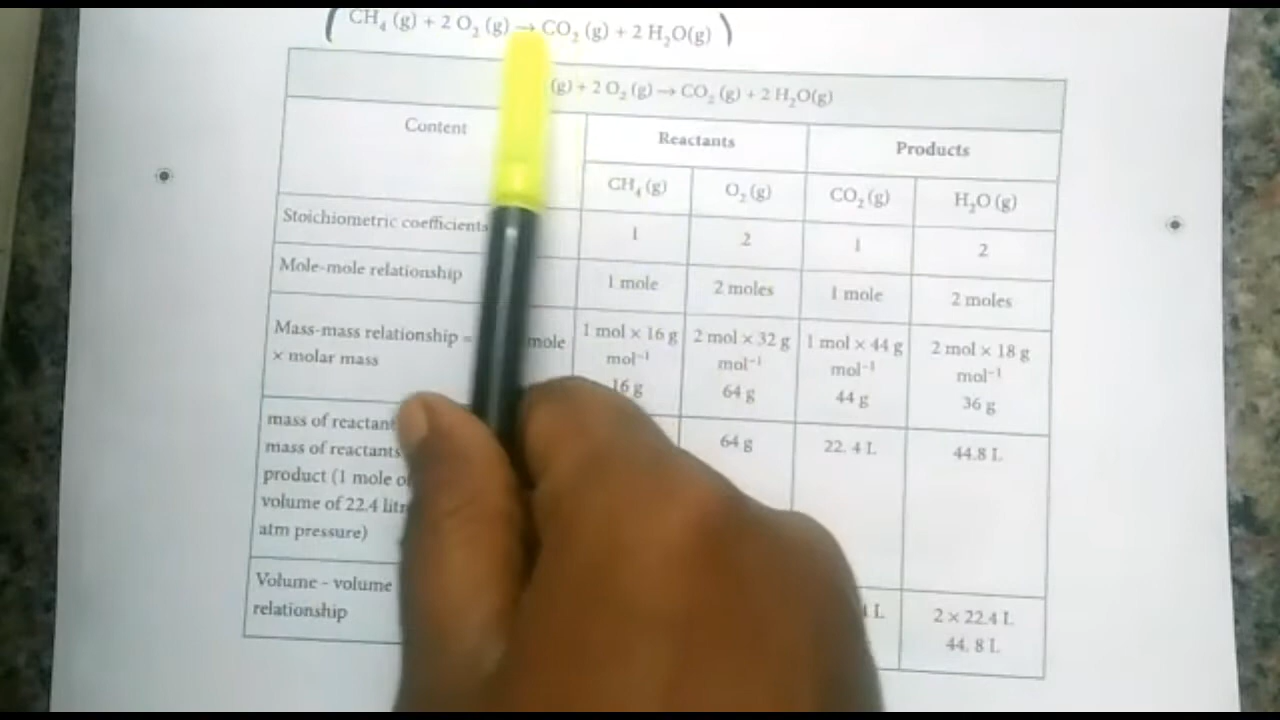 ( CH₄ (g) + 2 O₂ (g) → CO₂ (g) + 2 H₂O(g) )
(g) + 2 O₂ (g) → CO₂ (g) + 2 H₂O(g)
Content Reactants Products
CH₄ (g) O₂ (g) CO₂ (g) H₂O (g)
Stoichiometric coefficients 1 2 1 2
Mole-mole relationship 1 mole 2 moles 1 mole 2 moles
Mass-mass relationship = mole 1 mol × 16 g 2 mol × 32 g 1 mol × 44 g 2 mol × 18 g
× molar mass mol⁻¹ mol⁻¹ mol⁻¹ mol⁻¹
16 g 64 g 44 g 36 g
mass of
mass of reactants 64 g 22. 4 L 44.8 L
product (1 mole
volume of 22.4
atm pressure)
Volume - volume L 2 × 22.4 L
relationship 44. 8 L